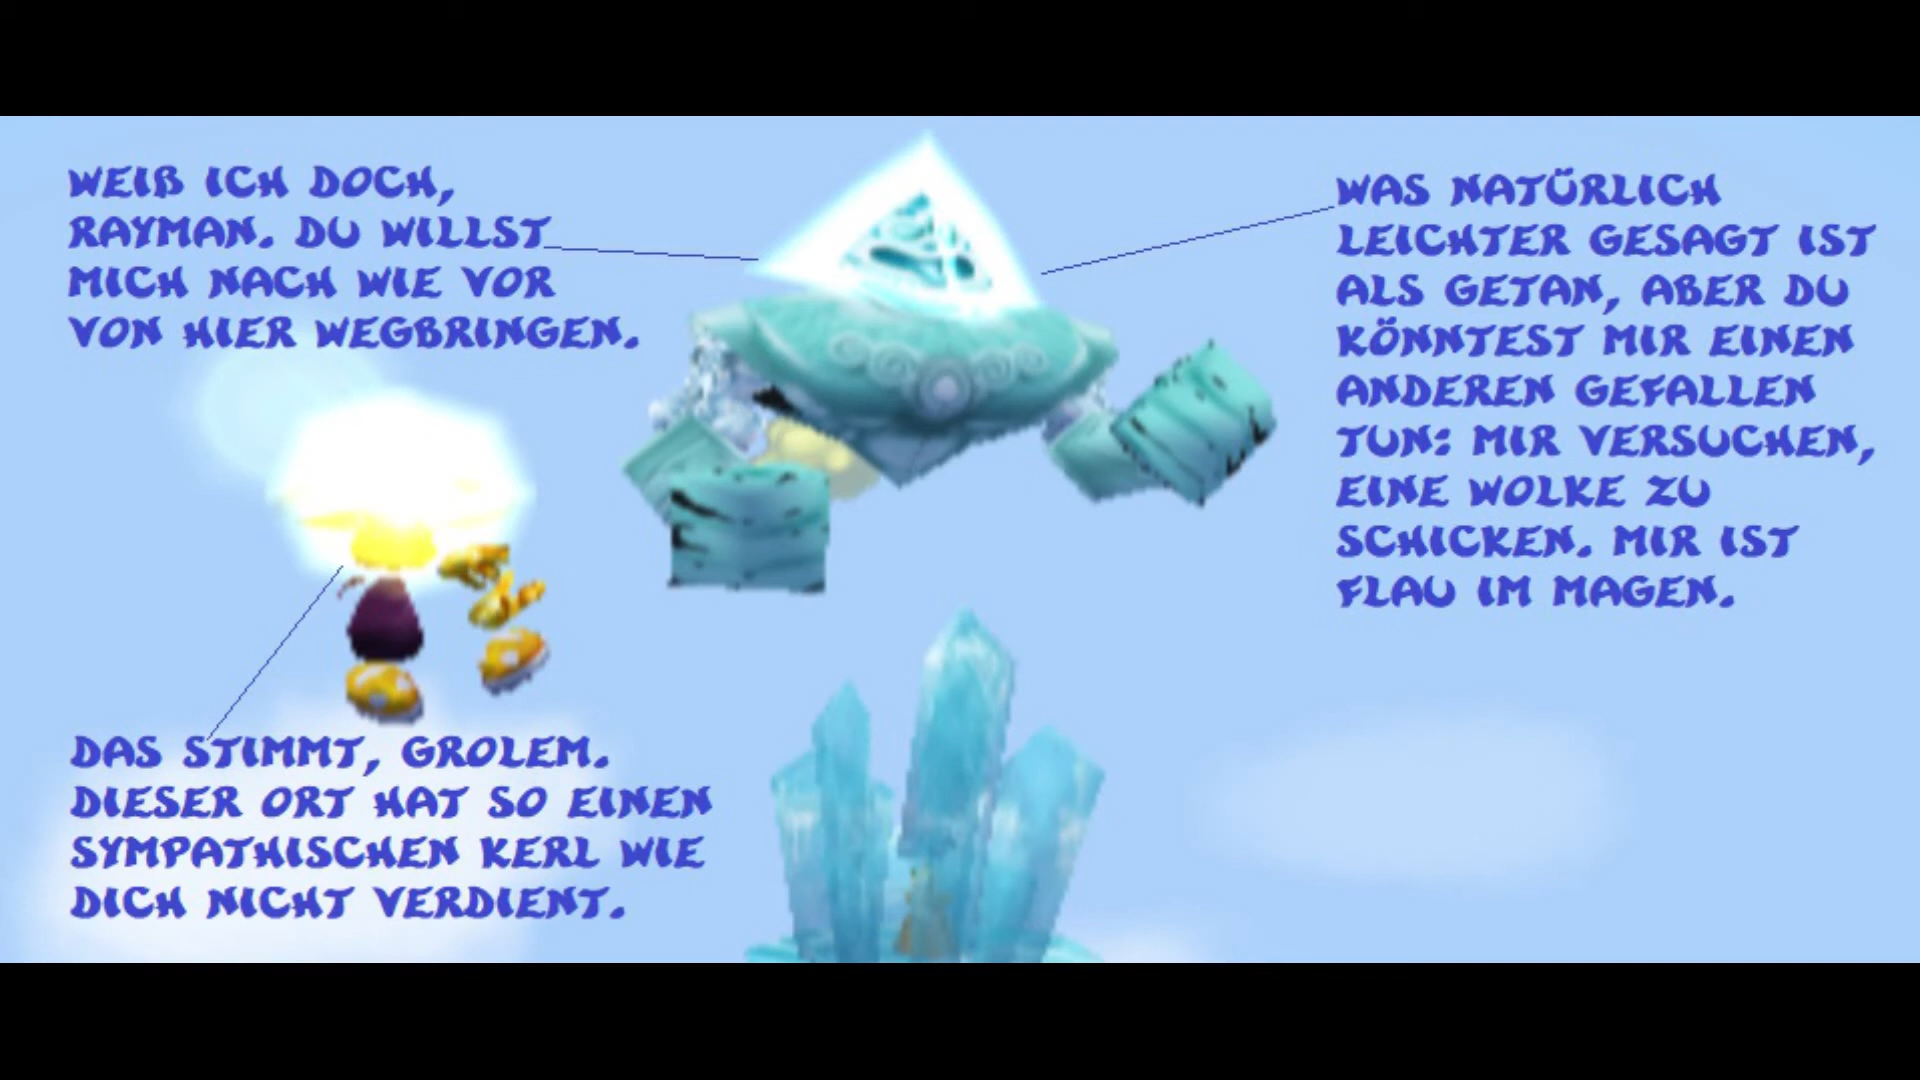 WEIß ICH DOCH,
RAYMAN. DU WILLST
MICH NACH WIE VOR
VON HIER WEGBRINGEN.
DAS STIMMT, GROLEM.
DIESER ORT HAT SO EINEN
SYMPATHISCHEN KERL WIE
DICH NICHT VERDIENT.
WAS NATÜRLICH
LEICHTER GESAGT IST
ALS GETAN, ABER DU
KÖNNTEST MIR EINEN
ANDEREN GEFALLEN
TUN: MIR VERSUCHEN,
EINE WOLKE ZU
SCHICKEN. MIR IST
FLAU IM MAGEN.